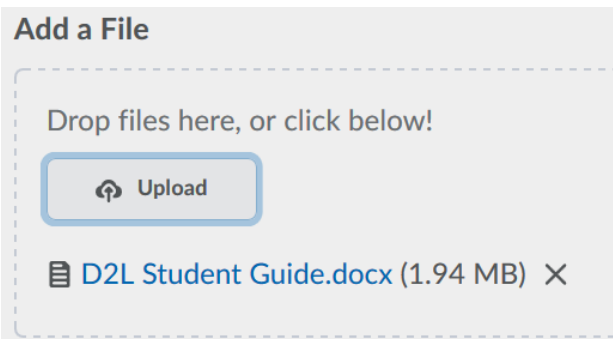 Add a File
Drop files here, or click below!
Upload
D2L Student Guide.docx (1.94 MB)